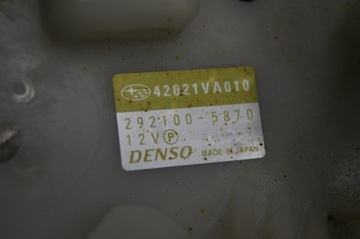 42021VA010
292100-5870
12V P
DENSO MADE IN JAPAN